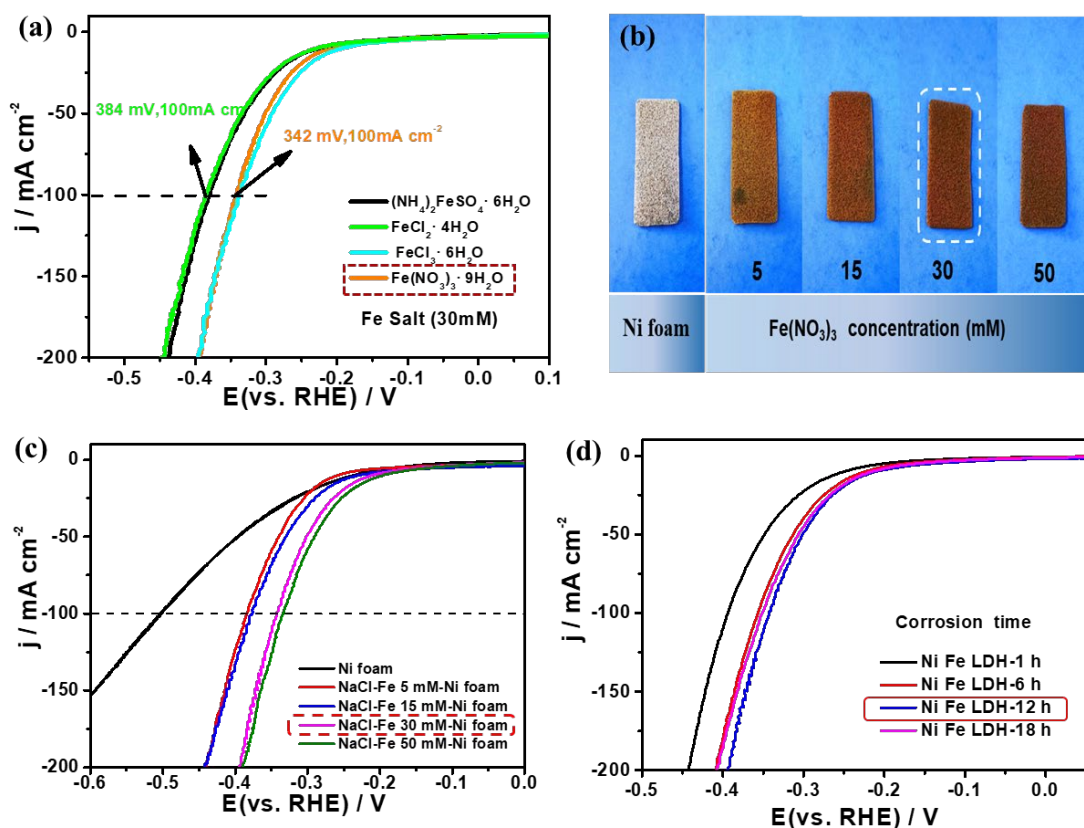 (a)
0
-50
-100
-150
-200
j / mA cm⁻²
384 mV,100mA cm⁻²
342 mV,100mA cm⁻²
(NH₄)₂FeSO₄· 6H₂O
FeCl₂· 4H₂O
FeCl₃· 6H₂O
Fe(NO₃)₃· 9H₂O
Fe Salt (30mM)
-0.5 -0.4 -0.3 -0.2 -0.1 0.0 0.1
E(vs. RHE) / V
(b)
5 15 30 50
Ni foam
Fe(NO₃)₃ concentration (mM)
(c)
0
-50
-100
-150
-200
j / mA cm⁻²
Ni foam
NaCl-Fe 5 mM-Ni foam
NaCl-Fe 15 mM-Ni foam
NaCl-Fe 30 mM-Ni foam
NaCl-Fe 50 mM-Ni foam
-0.6 -0.5 -0.4 -0.3 -0.2 -0.1 0.0
E(vs. RHE) / V
(d)
0
-50
-100
-150
-200
j / mA cm⁻²
Corrosion time
Ni Fe LDH-1 h
Ni Fe LDH-6 h
Ni Fe LDH-12 h
Ni Fe LDH-18 h
-0.5 -0.4 -0.3 -0.2 -0.1 0.0
E(vs. RHE) / V